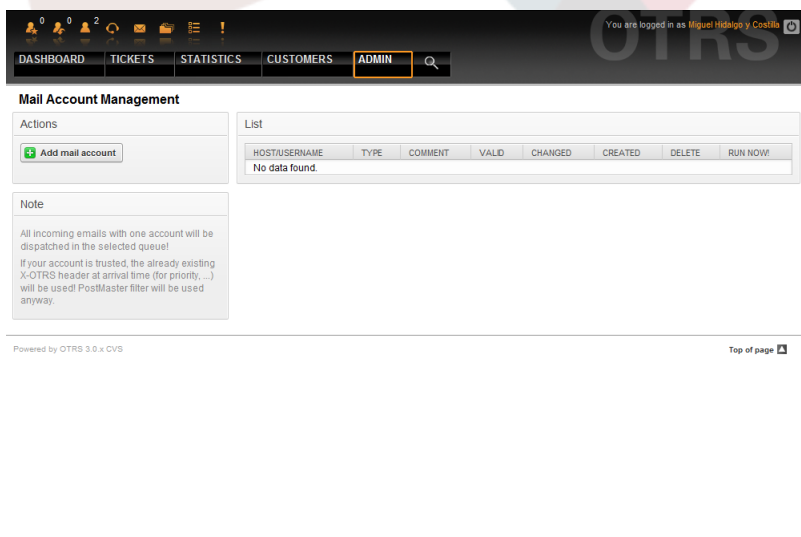 0 0 2
You are logged in as Miguel Hidalgo y Costilla
OTRS
DASHBOARD TICKETS STATISTICS CUSTOMERS ADMIN
Mail Account Management
Actions
Add mail account
List
HOST/USERNAME TYPE COMMENT VALID CHANGED CREATED DELETE RUN NOW!
No data found.
Note
All incoming emails with one account will be
dispatched in the selected queue!
If your account is trusted, the already existing
X-OTRS header at arrival time (for priority, ...)
will be used! PostMaster filter will be used
anyway.
Powered by OTRS 3.0.x CVS
Top of page